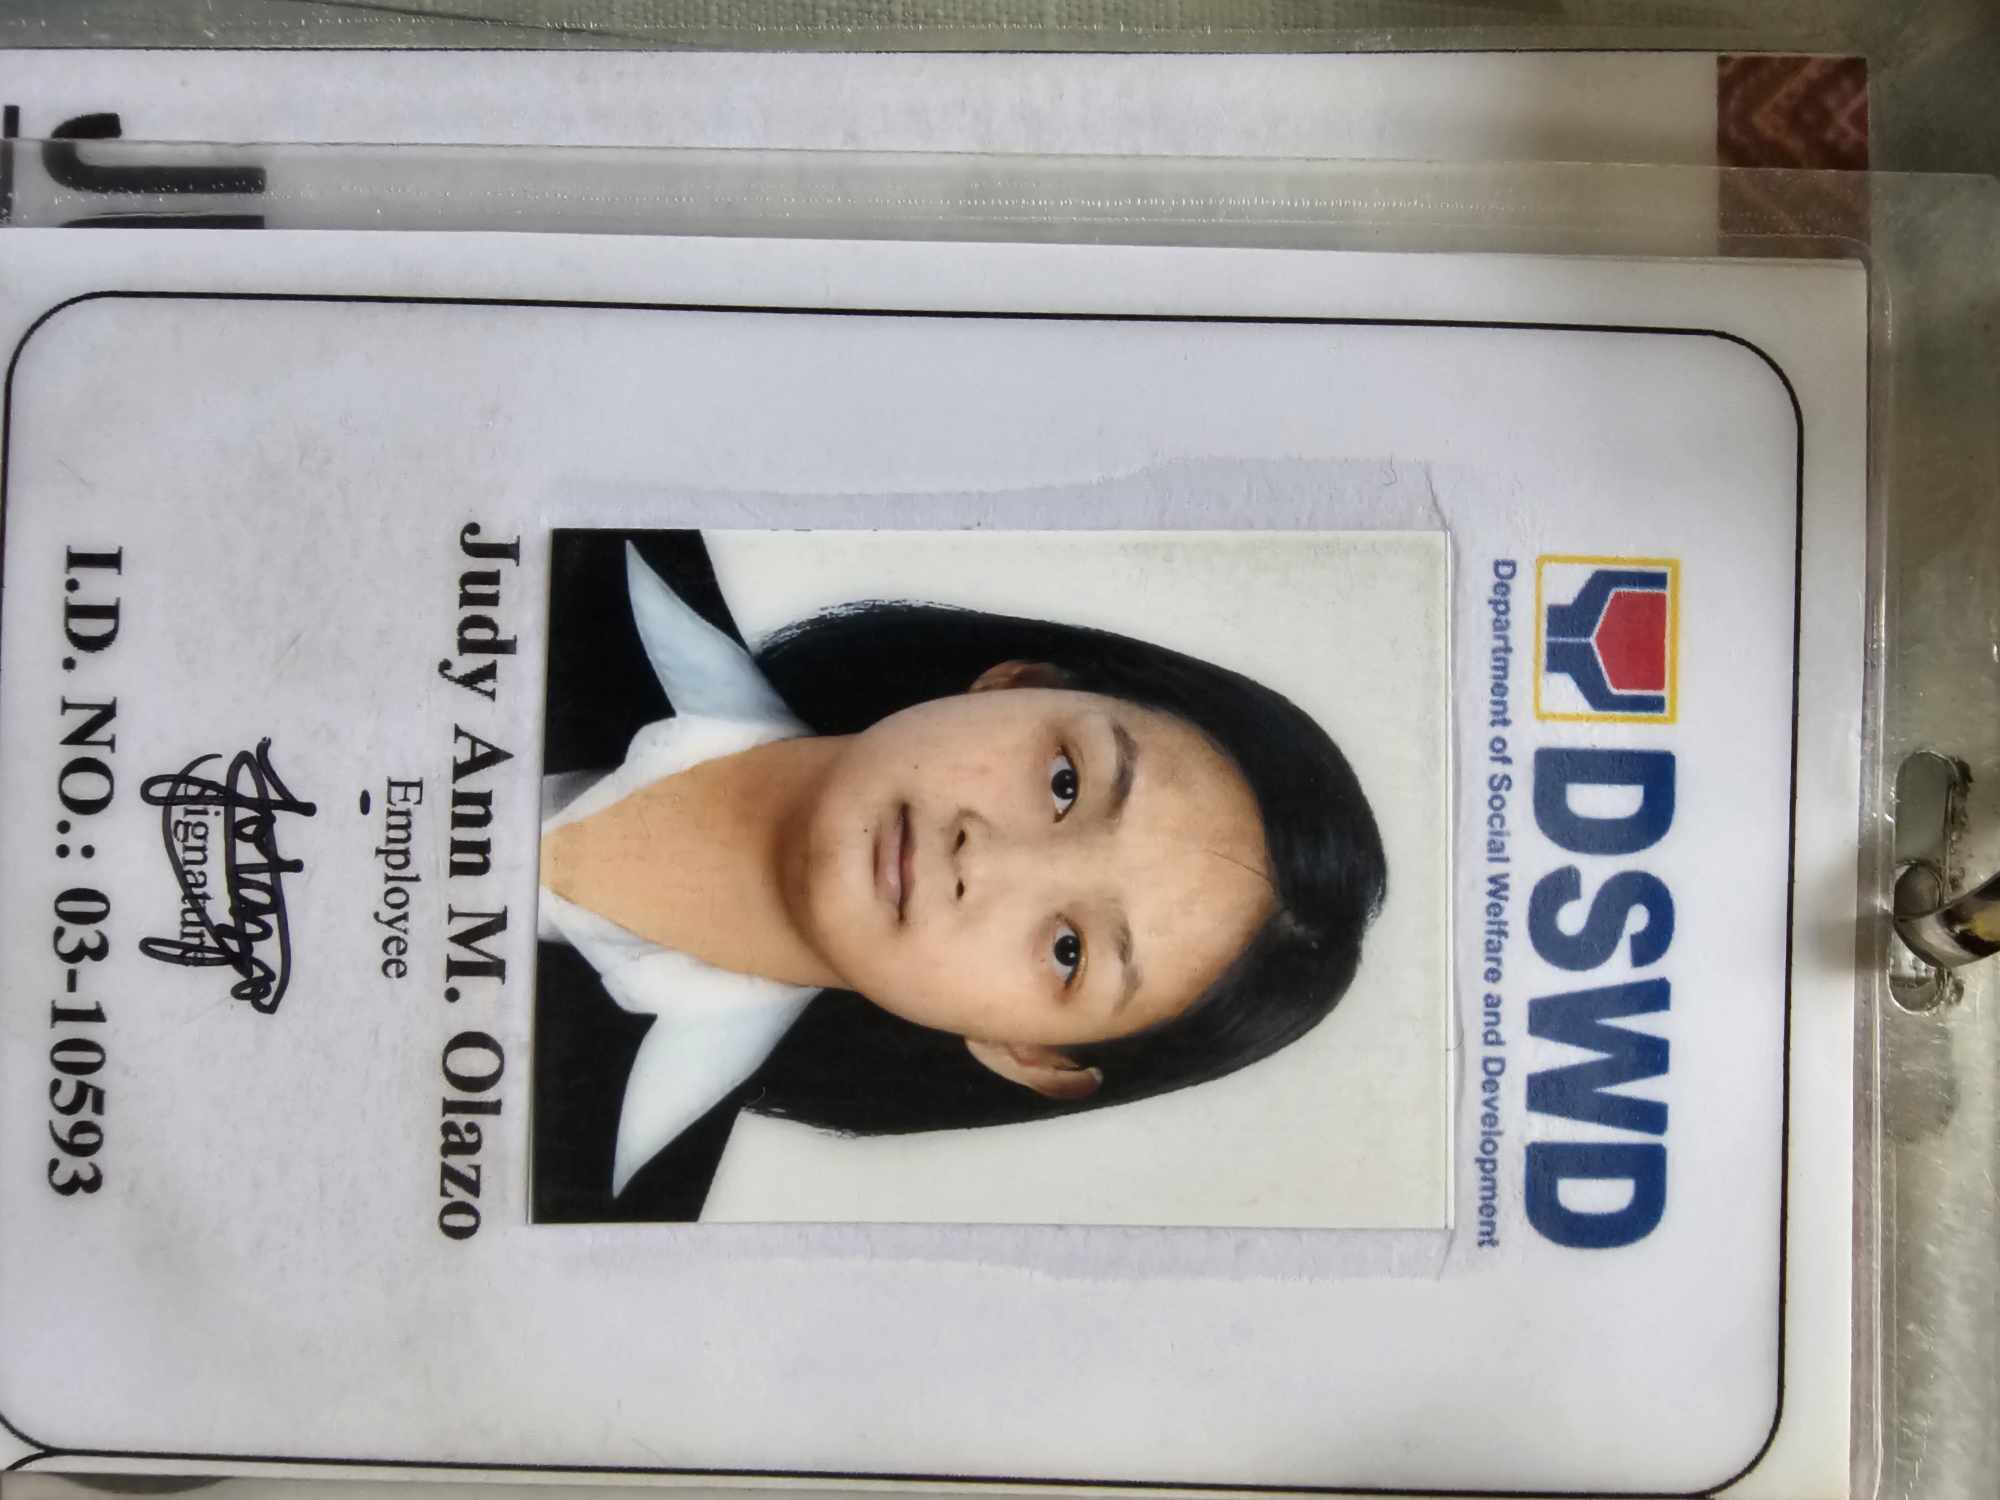 DSWD
Department of Social Welfare and Development
Judy Ann M. Olazo
Employee
Signature
I.D. NO.: 03-10593